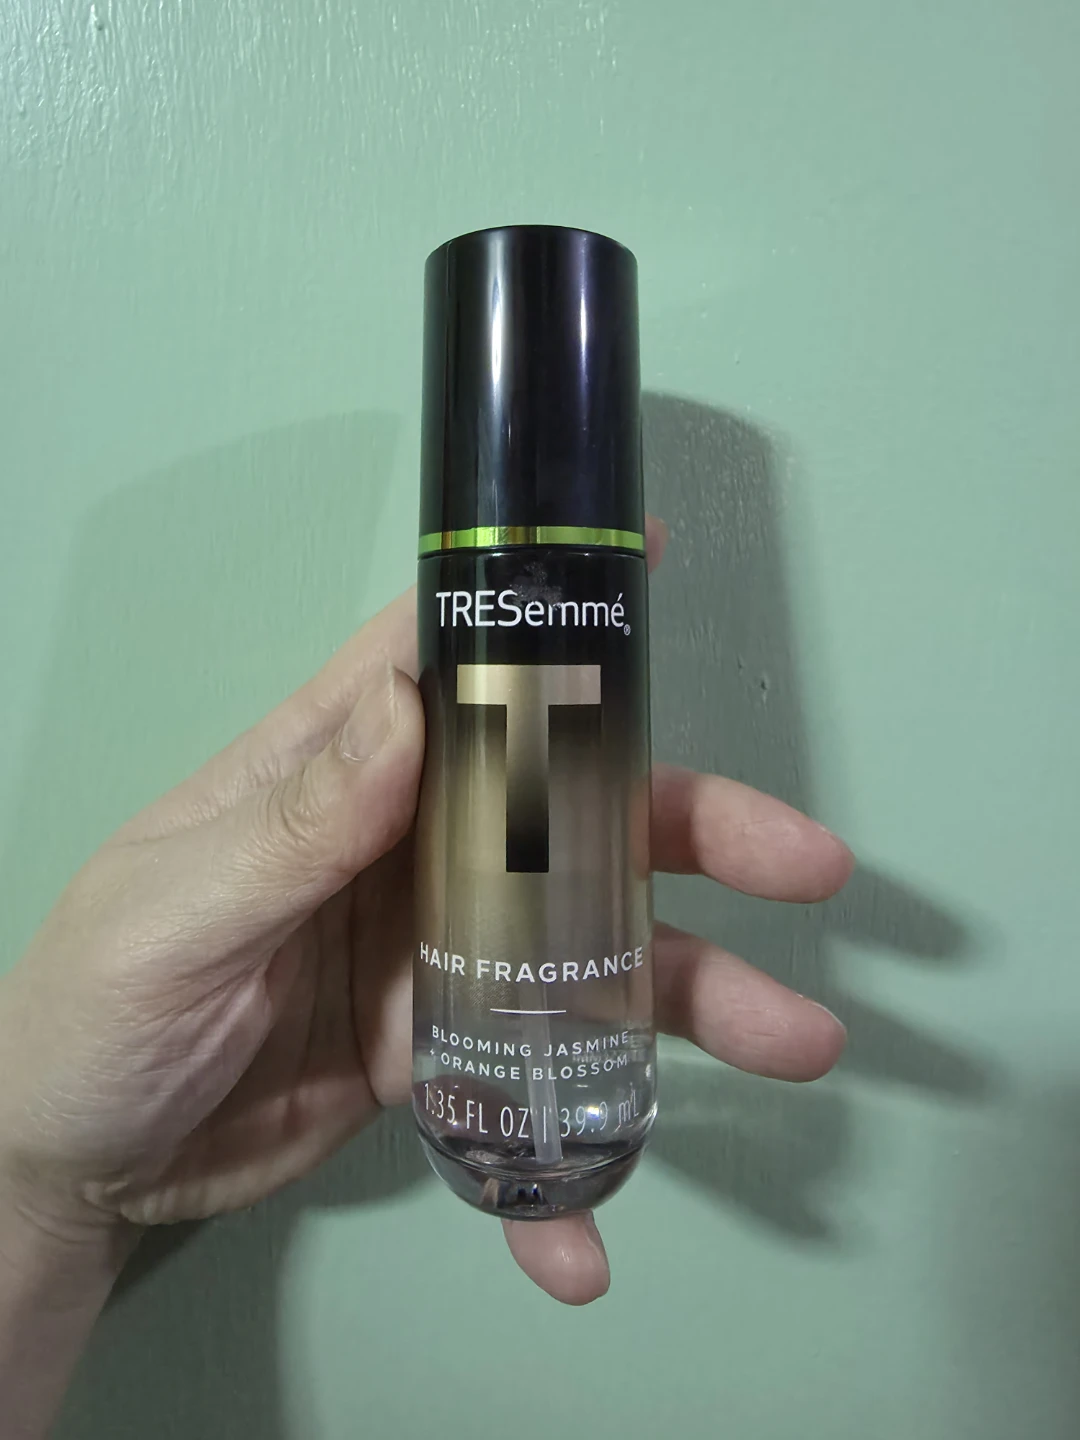 TRESemmé®
T
HAIR FRAGRANCE
BLOOMING JASMINE
+ ORANGE BLOSSOM
1.35 FL OZ | 39.9 mL